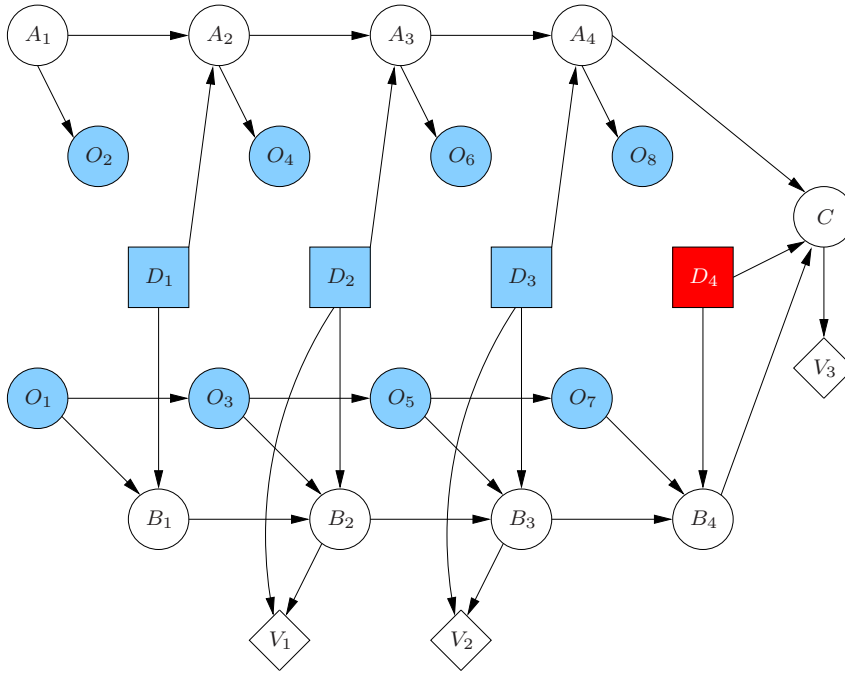 A1 A2 A3 A4
O2 O4 O6 O8
C
D1 D2 D3 D4
V3
O1 O3 O5 O7
B1 B2 B3 B4
V1 V2